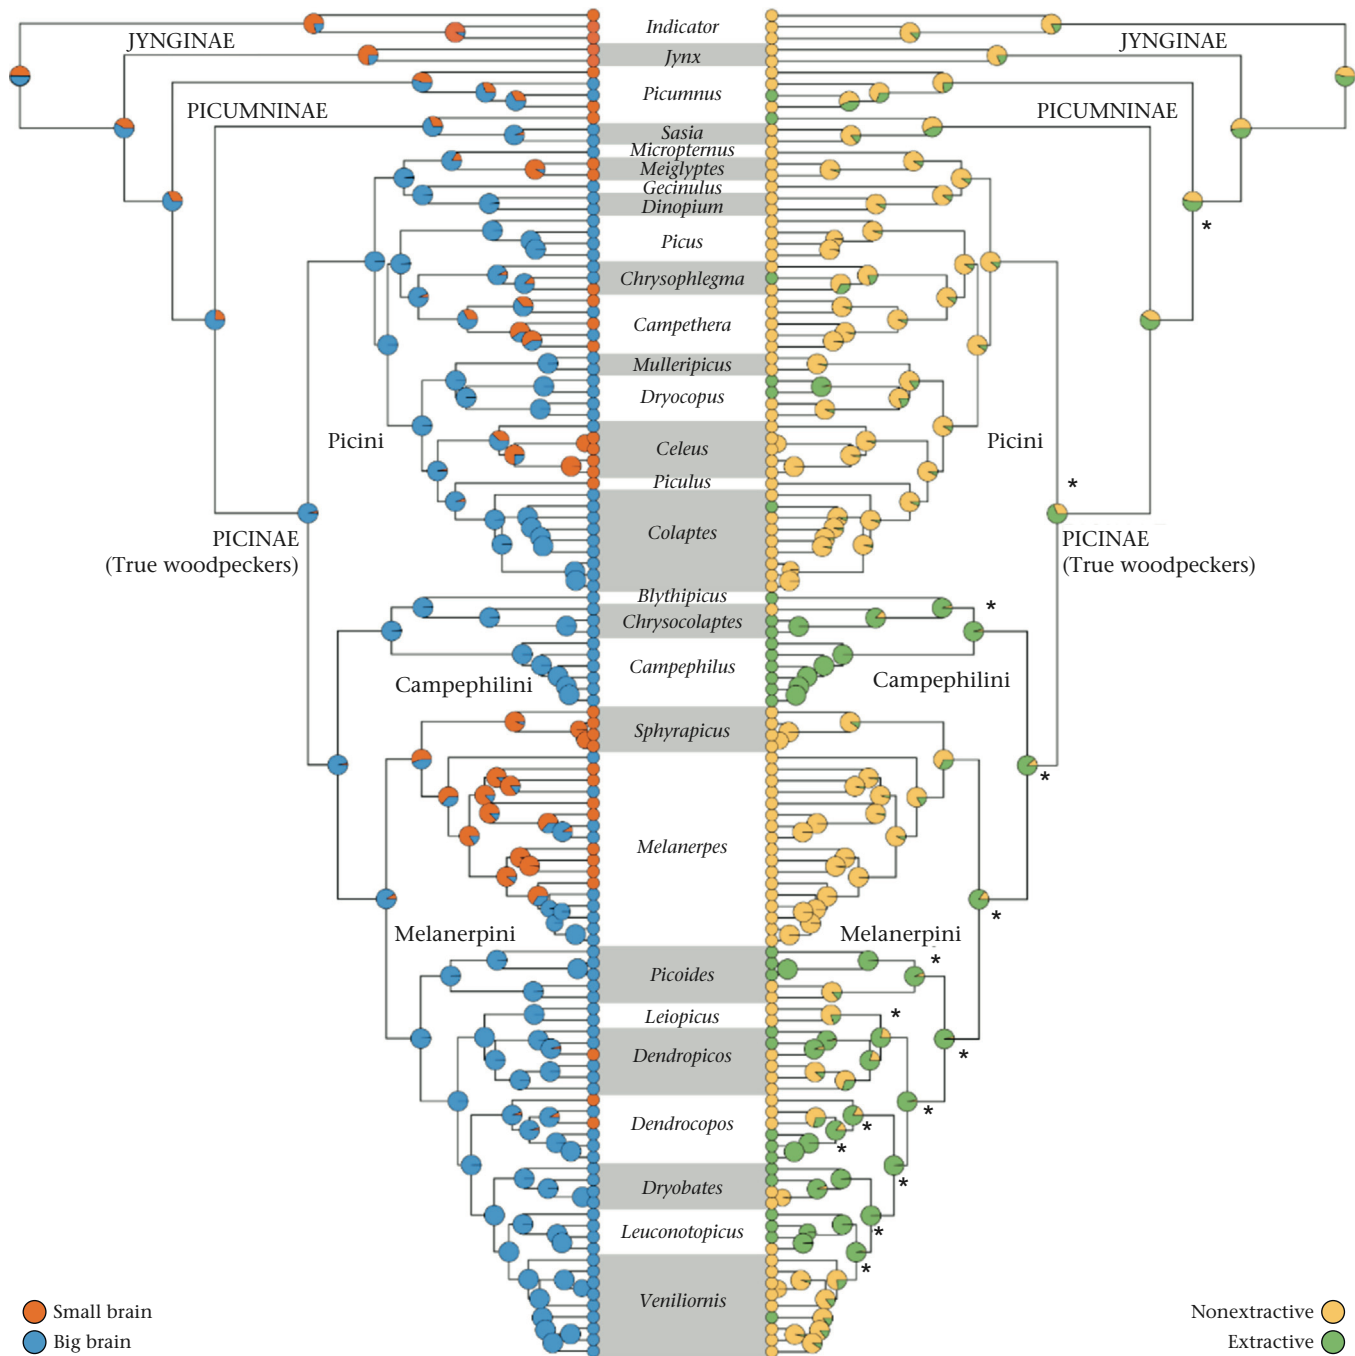 Indicator
JYNGINAE
JYNGINAE
Jynx
Picumnus
PICUMNINAE
PICUMNINAE
Sasia
Micropternus
Meiglyptes
Gecinulus
Dinopium
*
Picus
Chrysophlegma
Campethera
Mulleripicus
Dryocopus
Picini
Picini
Celeus
Piculus
*
Colaptes
PICINAE
(True woodpeckers)
PICINAE
(True woodpeckers)
Blythipicus
*
Chrysocolaptes
Campephilus
Campephilini
Campephilini
Sphyrapicus
*
Melanerpes
*
Melanerpini
Melanerpini
*
Picoides
Leiopicus
*
Dendropicos
*
*
Dendrocopos
*
*
Dryobates
*
Leuconotopicus
*
*
Veniliornis
Small brain
Big brain
Nonextractive
Extractive